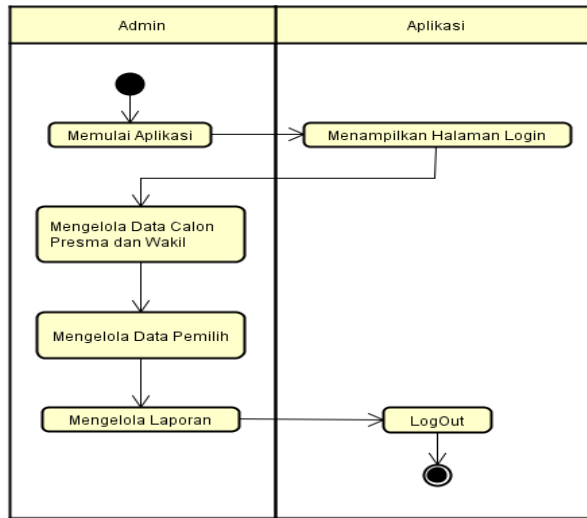 Admin
Aplikasi
Memulai Aplikasi
Menampilkan Halaman Login
Mengelola Data Calon
Presma dan Wakil
Mengelola Data Pemilih
Mengelola Laporan
LogOut